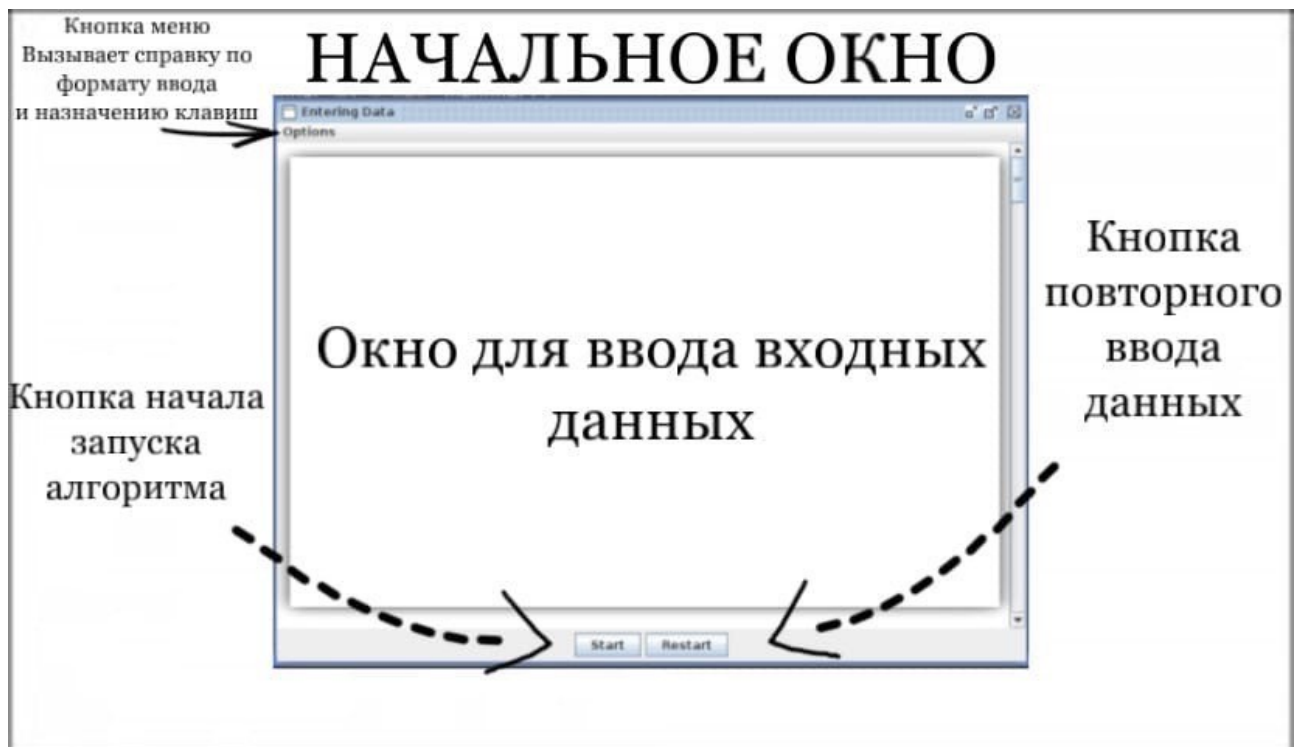 Кнопка меню
Вызывает справку по
формату ввода
и назначению клавиш
НАЧАЛЬНОЕ ОКНО
Entering Data
Options
Окно для ввода входных
данных
Кнопка начала
запуска
алгоритма
Кнопка
повторного
ввода
данных
Start
Restart